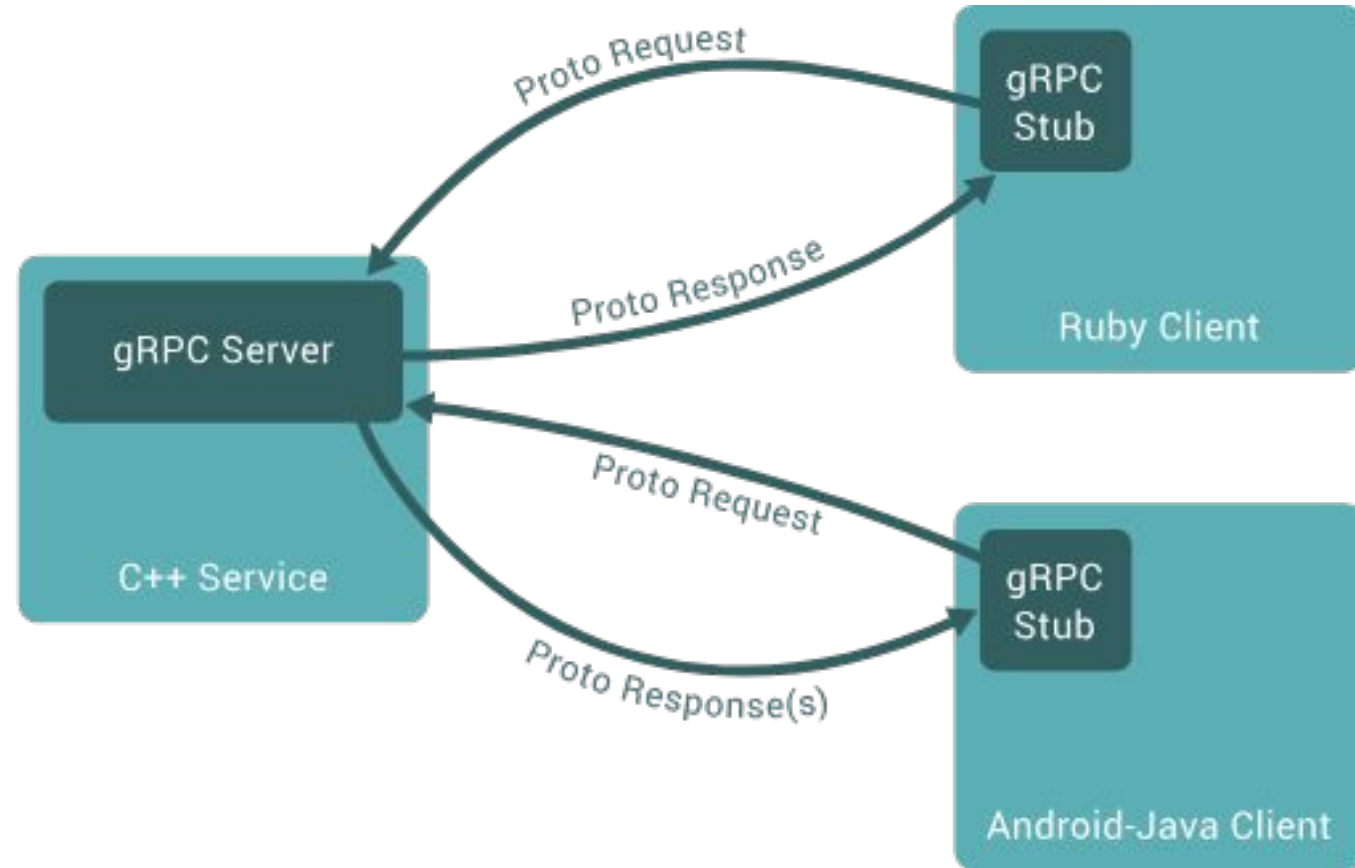 Proto Request
gRPC
Stub
Proto Response
Ruby Client
gRPC Server
C++ Service
Proto Request
gRPC
Stub
Proto Response(s)
Android-Java Client